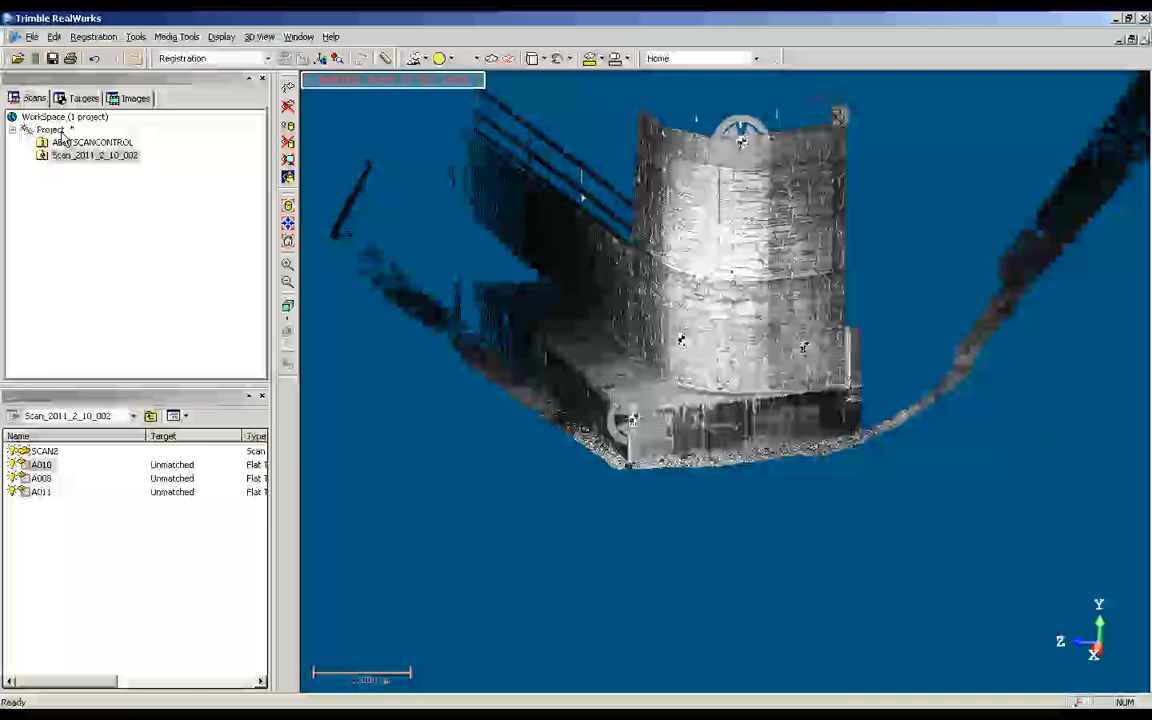 Trimble RealWorks
File Edit Registration Tools Media Tools Display 3D View Window Help
Registration Home
Scans Targets Images
WorkSpace (1 project)
Project *
Scan_2011_2_10_002
Scan_2011_2_10_002
Name Target Type
SCAN2 Scan
A010 Unmatched Flat T
A008 Unmatched Flat T
A011 Unmatched Flat T
Y
Z
X
Ready NUM